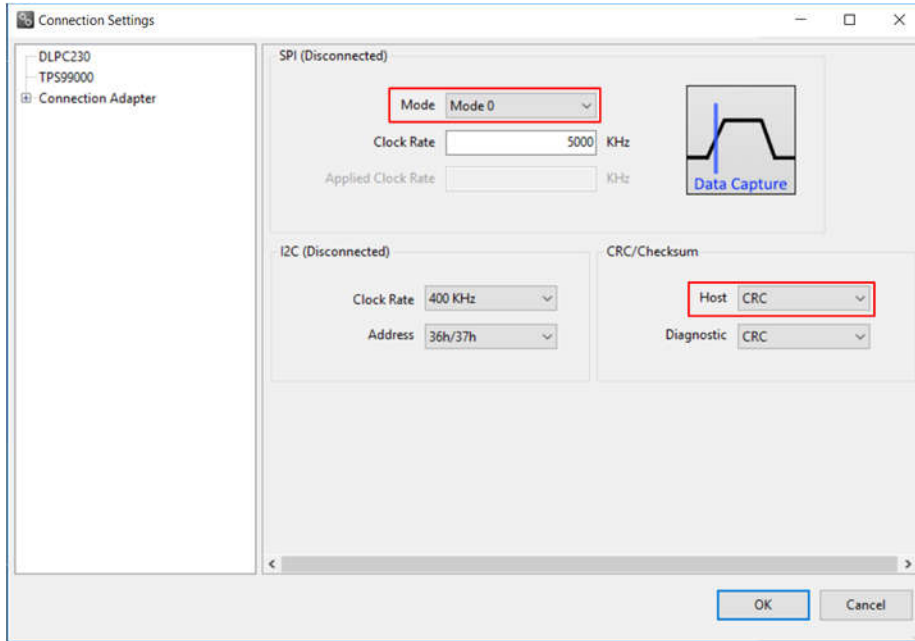 Connection Settings
DLPC230
TPS99000
Connection Adapter
SPI (Disconnected)
Mode Mode 0
Clock Rate 5000 KHz
Applied Clock Rate KHz
Data Capture
I2C (Disconnected)
Clock Rate 400 KHz
Address 36h/37h
CRC/Checksum
Host CRC
Diagnostic CRC
OK Cancel